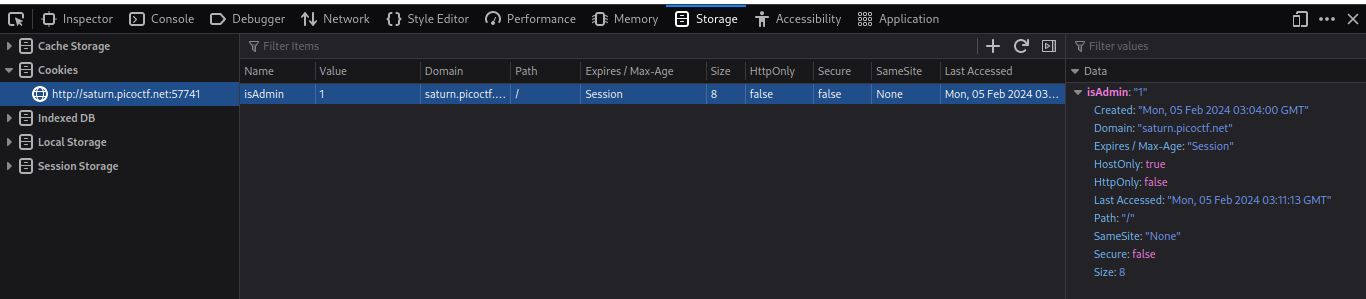 Inspector Console Debugger Network Style Editor Performance Memory Storage Accessibility Application
Cache Storage
Cookies
http://saturn.picoctf.net:57741
Indexed DB
Local Storage
Session Storage
Filter Items
Name Value Domain Path Expires / Max-Age Size HttpOnly Secure SameSite Last Accessed
isAdmin 1 saturn.picoctf.... / Session 8 false false None Mon, 05 Feb 2024 03...
Filter values
Data
isAdmin: "1"
Created: "Mon, 05 Feb 2024 03:04:00 GMT"
Domain: "saturn.picoctf.net"
Expires / Max-Age: "Session"
HostOnly: true
HttpOnly: false
Last Accessed: "Mon, 05 Feb 2024 03:11:13 GMT"
Path: "/"
SameSite: "None"
Secure: false
Size: 8